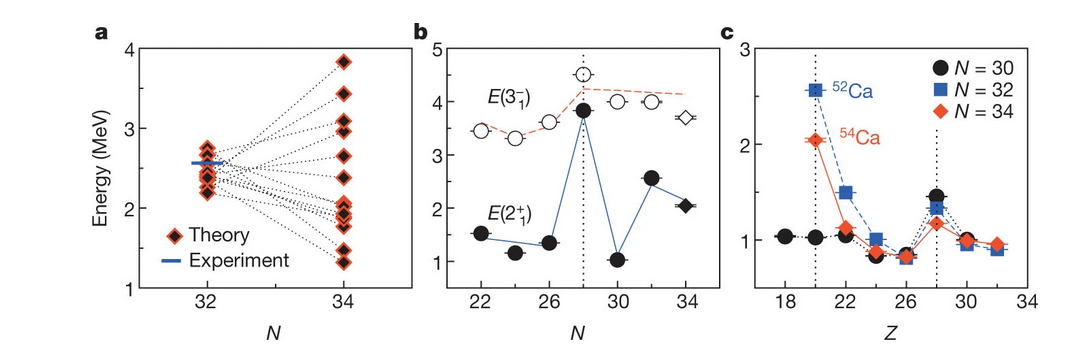 a
4
3
2
1
Energy (MeV)
Theory
Experiment
32
34
N
b
5
4
3
2
1
E(3⁻₁)
E(2⁺₁)
22
26
30
34
N
c
3
2
1
N = 30
N = 32
N = 34
⁵²Ca
⁵⁴Ca
18
22
26
30
34
Z